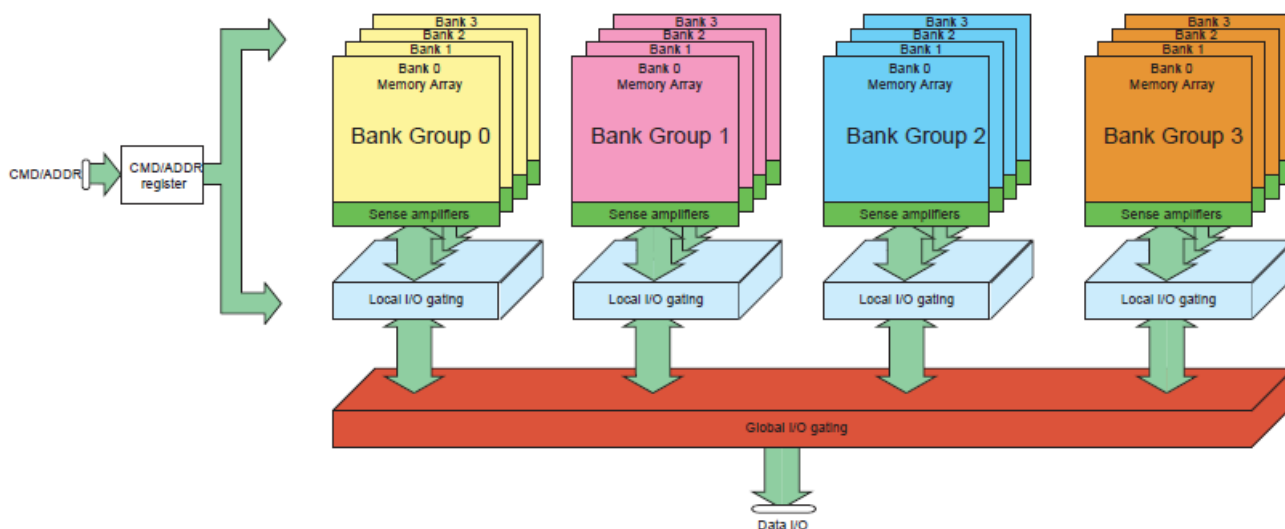 Bank 3
Bank 2
Bank 1
Bank 0
Memory Array
Bank Group 0
Sense amplifiers
Local I/O gating
Bank 3
Bank 2
Bank 1
Bank 0
Memory Array
Bank Group 1
Sense amplifiers
Local I/O gating
Bank 3
Bank 2
Bank 1
Bank 0
Memory Array
Bank Group 2
Sense amplifiers
Local I/O gating
Bank 3
Bank 2
Bank 1
Bank 0
Memory Array
Bank Group 3
Sense amplifiers
Local I/O gating
CMD/ADDR
CMD/ADDR
register
Global I/O gating
Data I/O